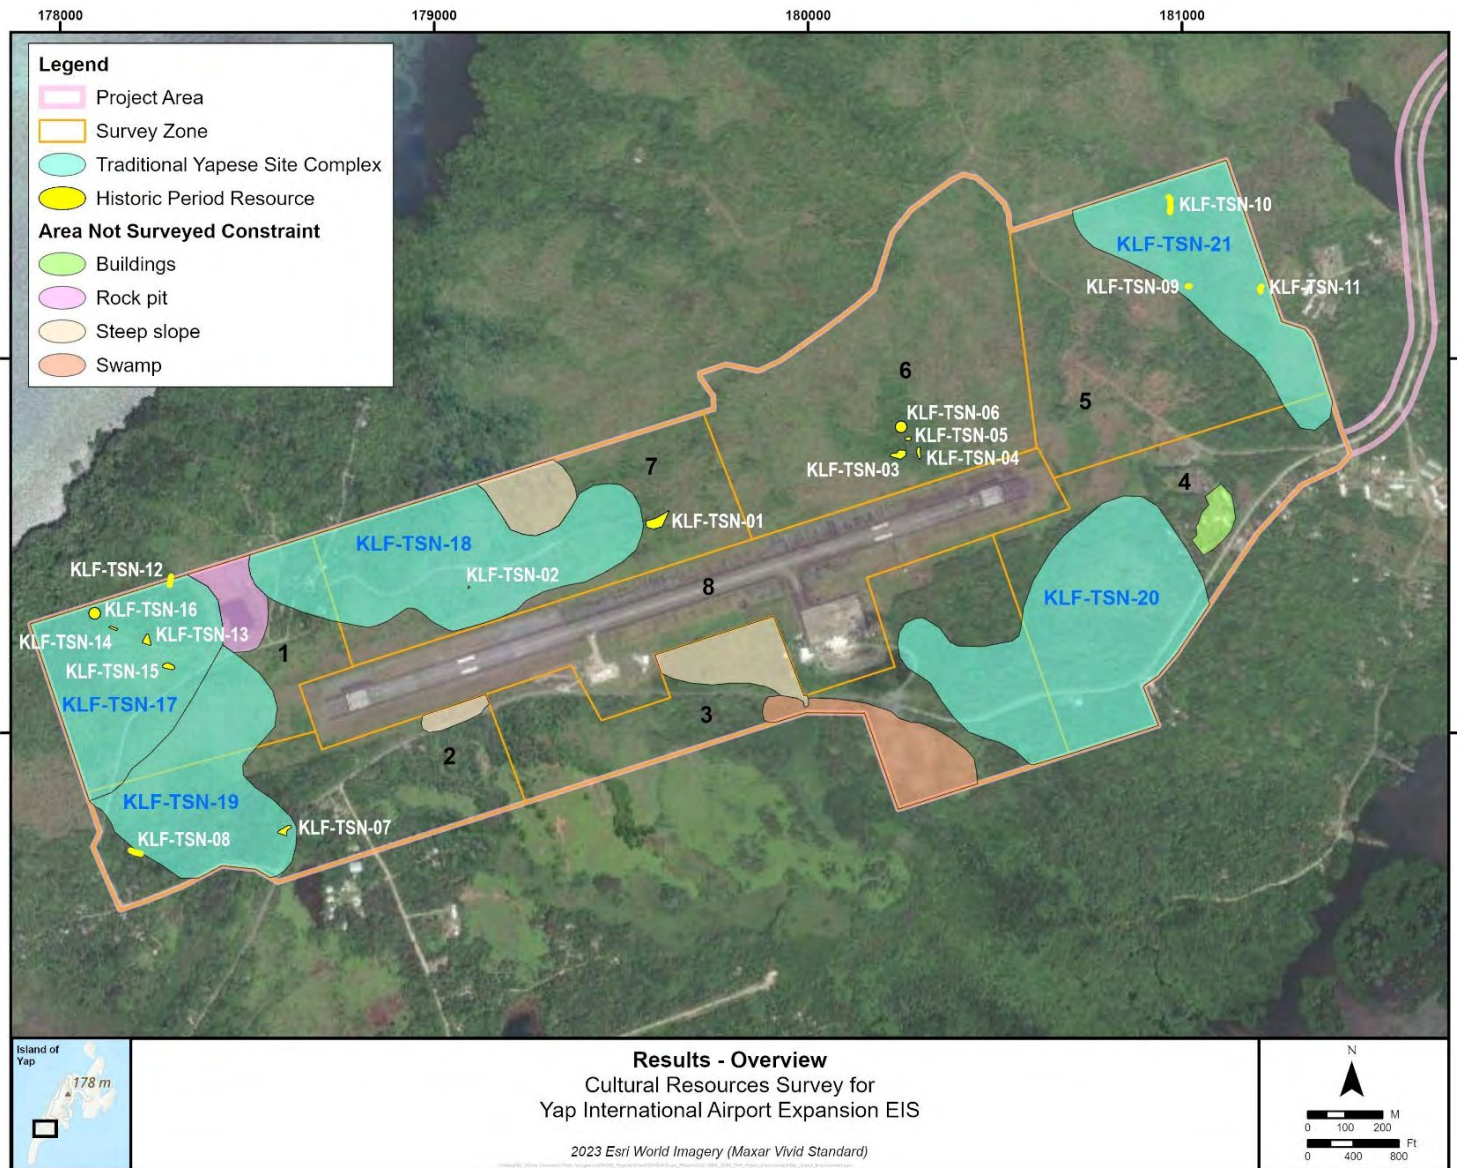 178000
179000
180000
181000
Legend
Project Area
Survey Zone
Traditional Yapese Site Complex
Historic Period Resource
Area Not Surveyed Constraint
Buildings
Rock pit
Steep slope
Swamp
KLF-TSN-10
KLF-TSN-21
KLF-TSN-09
KLF-TSN-11
6
5
KLF-TSN-06
KLF-TSN-05
KLF-TSN-03
KLF-TSN-04
7
4
KLF-TSN-01
KLF-TSN-18
KLF-TSN-12
KLF-TSN-02
8
KLF-TSN-20
KLF-TSN-16
KLF-TSN-14
KLF-TSN-13
1
KLF-TSN-15
KLF-TSN-17
3
2
KLF-TSN-19
KLF-TSN-07
KLF-TSN-08
Island of
Yap
178 m
Results - Overview
Cultural Resources Survey for
Yap International Airport Expansion EIS
2023 Esri World Imagery (Maxar Vivid Standard)
N
M
0 100 200
Ft
0 400 800